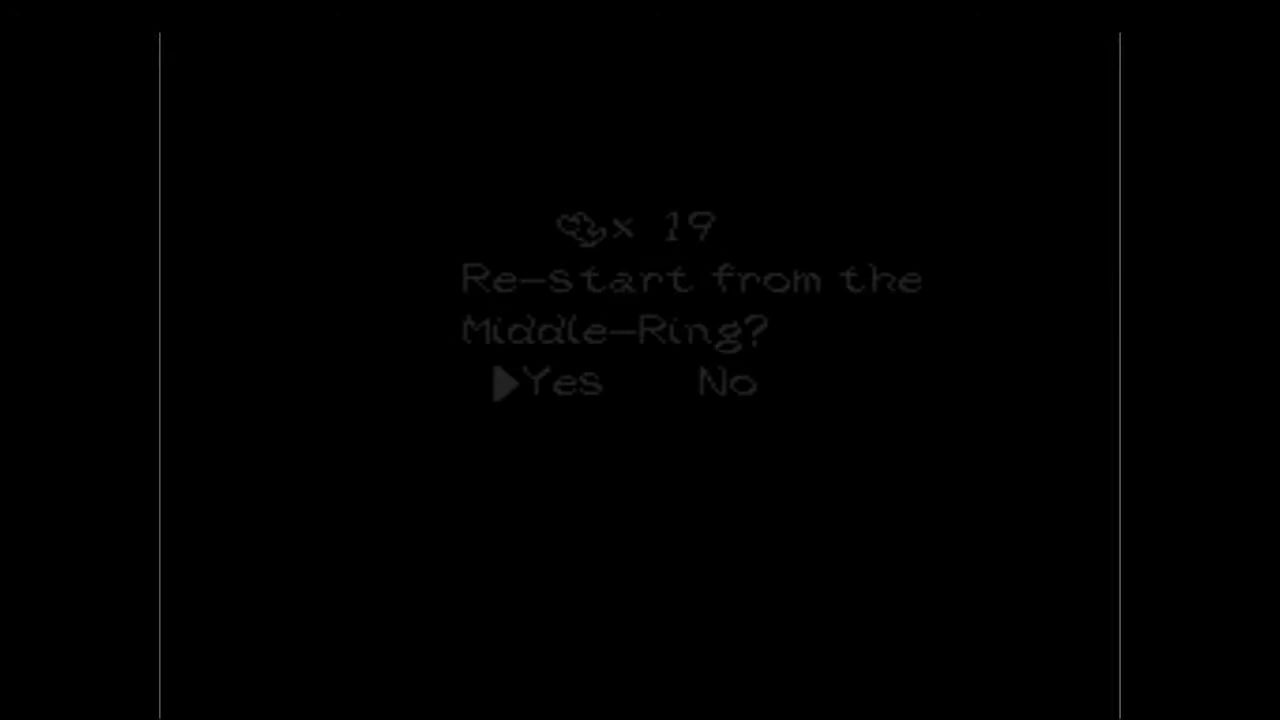 x 19
Re-start from the
Middle-Ring?
Yes No